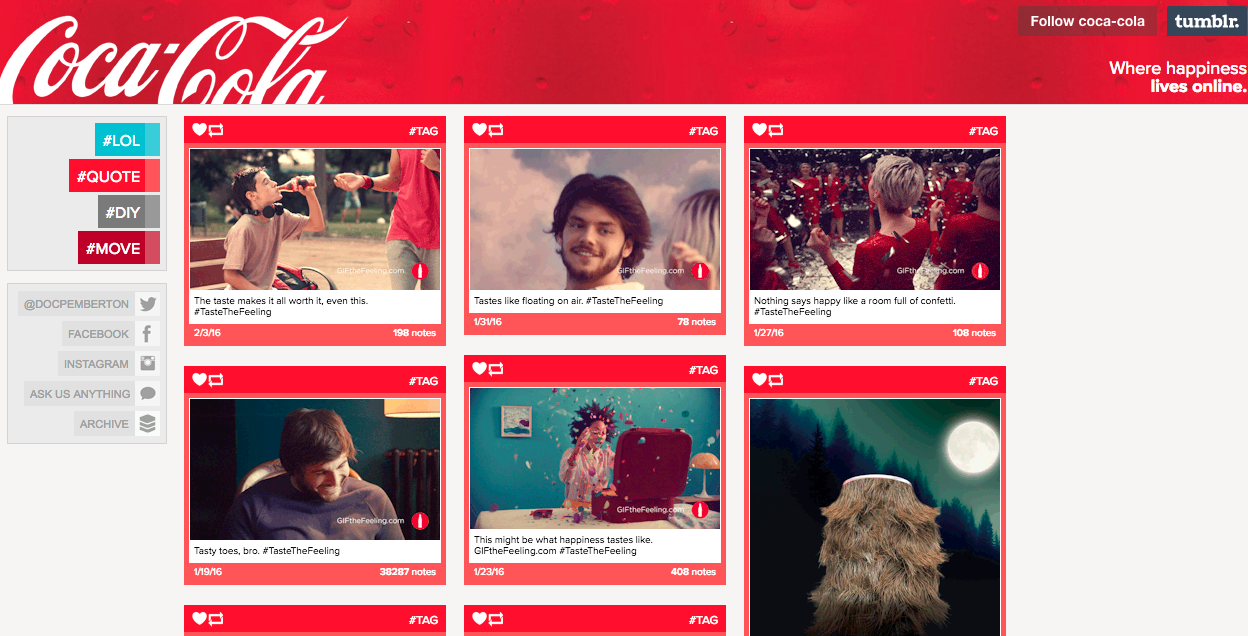 Coca-Cola
Follow coca-cola
tumblr.
Where happiness
lives online.
#LOL
#QUOTE
#DIY
#MOVE
@DOCPEMBERTON
FACEBOOK
INSTAGRAM
ASK US ANYTHING
ARCHIVE
#TAG
GIFtheFeeling.com
The taste makes it all worth it, even this.
#TasteTheFeeling
2/3/16 198 notes
#TAG
GIFtheFeeling.com
Tastes like floating on air. #TasteTheFeeling
1/31/16 78 notes
#TAG
GIFtheFeeling.com
Nothing says happy like a room full of confetti.
#TasteTheFeeling
1/27/16 108 notes
#TAG
GIFtheFeeling.com
Tasty toes, bro. #TasteTheFeeling
1/19/16 38287 notes
#TAG
GIFtheFeeling.com
This might be what happiness tastes like.
GIFtheFeeling.com #TasteTheFeeling
1/23/16 408 notes
#TAG
#TAG
#TAG